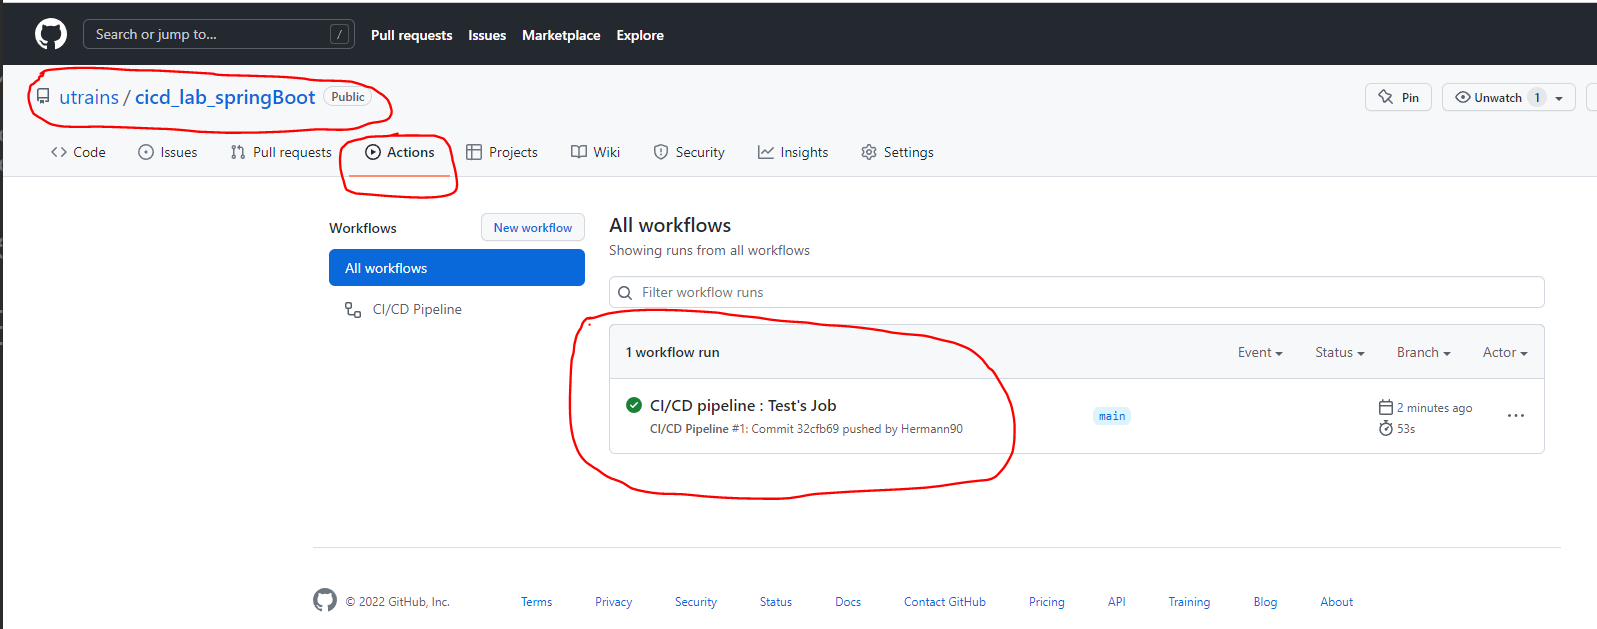 Search or jump to... /
Pull requests Issues Marketplace Explore
utrains / cicd_lab_springBoot Public
Pin Unwatch 1
Code Issues Pull requests Actions Projects Wiki Security Insights Settings
Workflows New workflow
All workflows
CI/CD Pipeline
All workflows
Showing runs from all workflows
Filter workflow runs
1 workflow run Event Status Branch Actor
CI/CD pipeline : Test's Job
CI/CD Pipeline #1: Commit 32cfb69 pushed by Hermann90
main
2 minutes ago
53s
© 2022 GitHub, Inc. Terms Privacy Security Status Docs Contact GitHub Pricing API Training Blog About